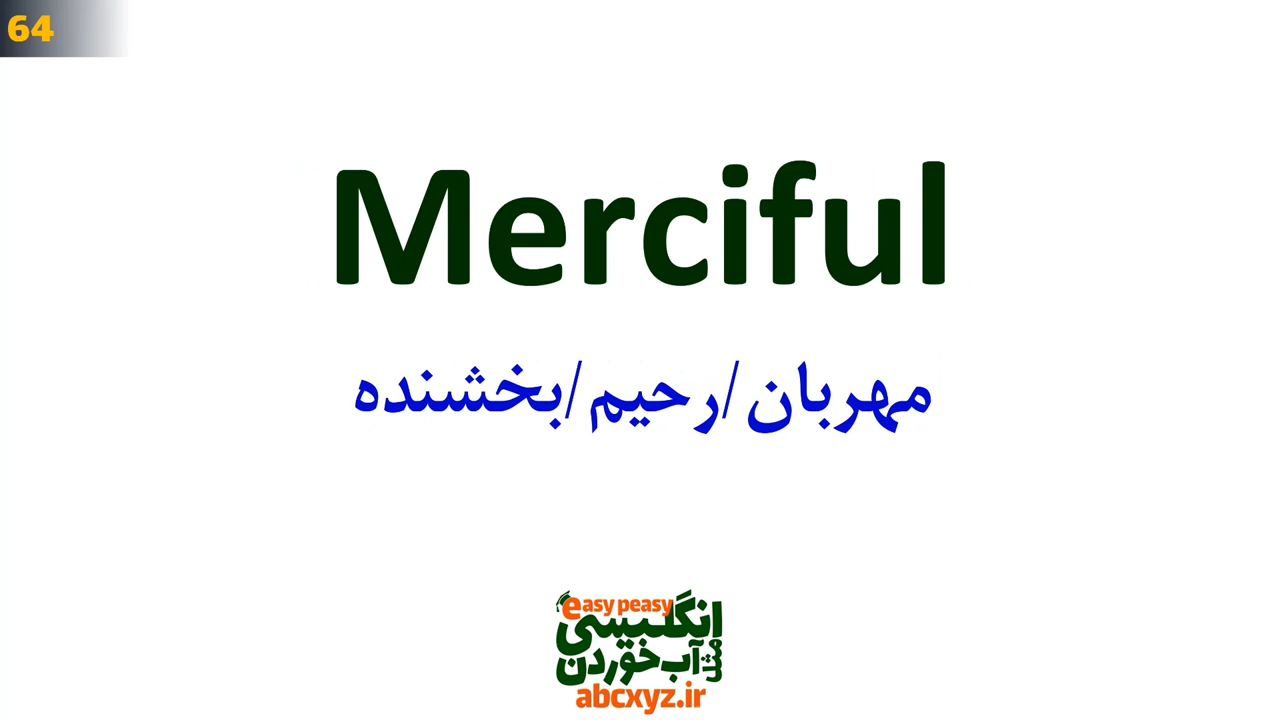 64
Merciful
مهربان/رحیم/بخشنده
easy peasy
انگلیسی
مثل آب خوردن
abcxyz.ir